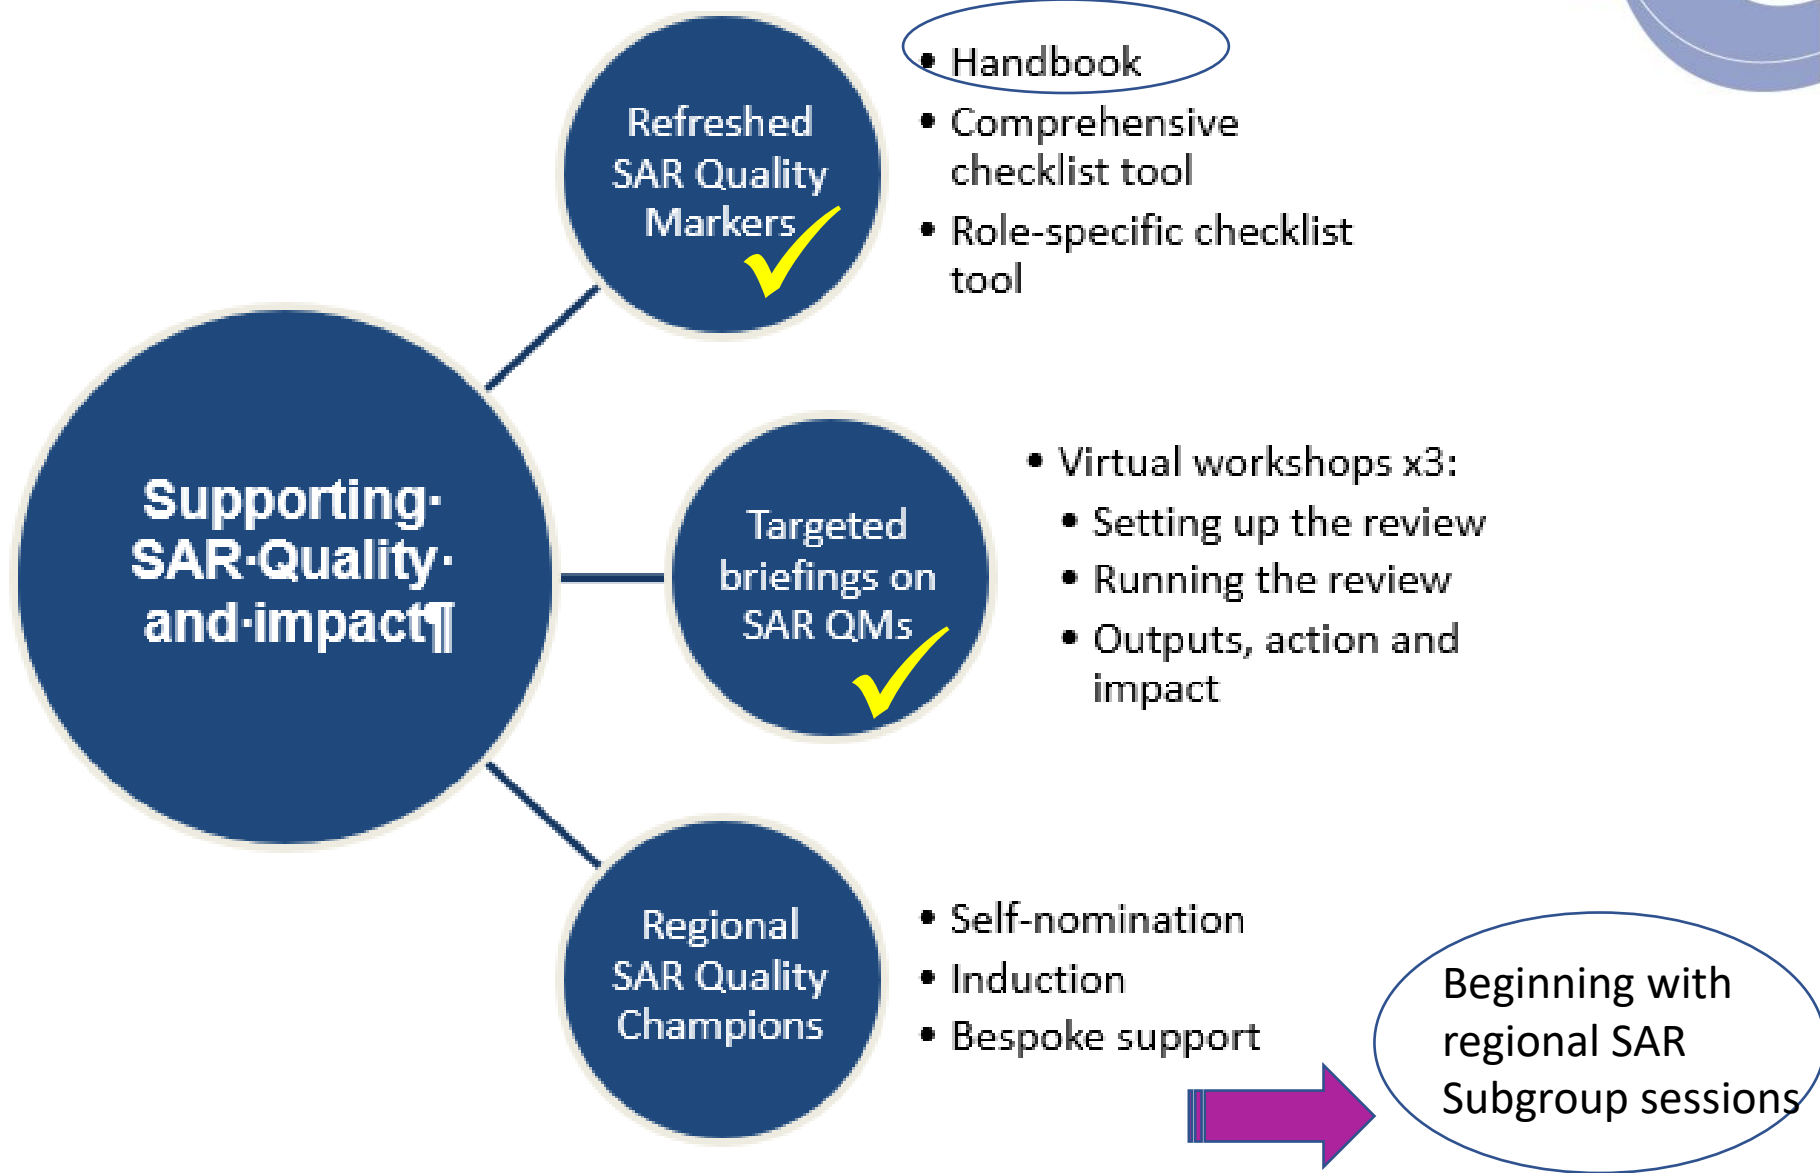 • Handbook
Refreshed
SAR Quality
Markers
• Comprehensive
checklist tool
• Role-specific checklist
tool
Supporting·
SAR·Quality·
and·impact¶
Targeted
briefings on
SAR QMs
• Virtual workshops x3:
• Setting up the review
• Running the review
• Outputs, action and
impact
Regional
SAR Quality
Champions
• Self-nomination
• Induction
• Bespoke support
Beginning with
regional SAR
Subgroup sessions